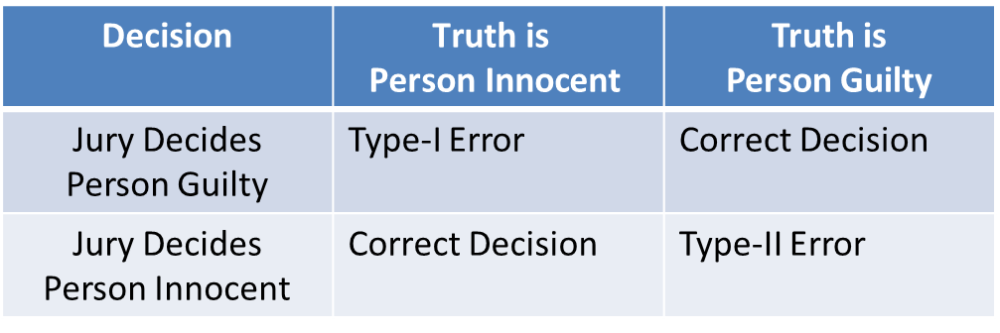 Decision
Truth is
Person Innocent
Truth is
Person Guilty
Jury Decides
Person Guilty
Type-I Error
Correct Decision
Jury Decides
Person Innocent
Correct Decision
Type-II Error